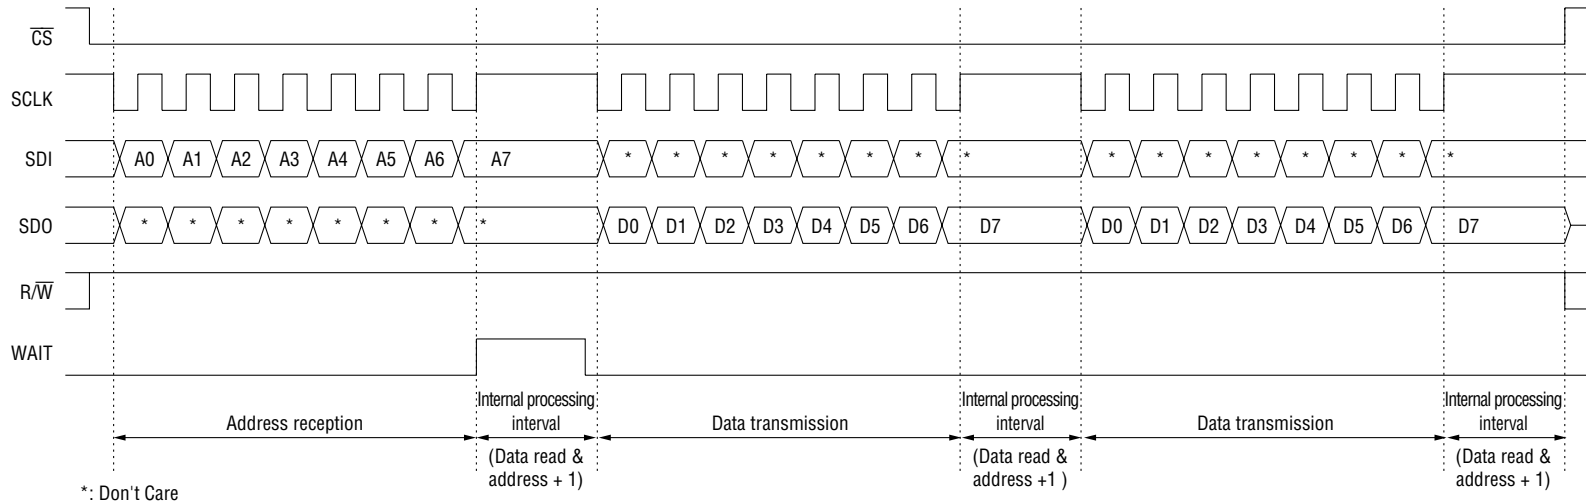 CS
SCLK
SDI A0 A1 A2 A3 A4 A5 A6 A7 * * * * * * * * * * * * * * * *
SDO * * * * * * * * D0 D1 D2 D3 D4 D5 D6 D7 D0 D1 D2 D3 D4 D5 D6 D7
R/W
WAIT
Address reception
Internal processing
interval
(Data read &
address + 1)
Data transmission
Internal processing
interval
(Data read &
address +1 )
Data transmission
Internal processing
interval
(Data read &
address + 1)
*: Don't Care